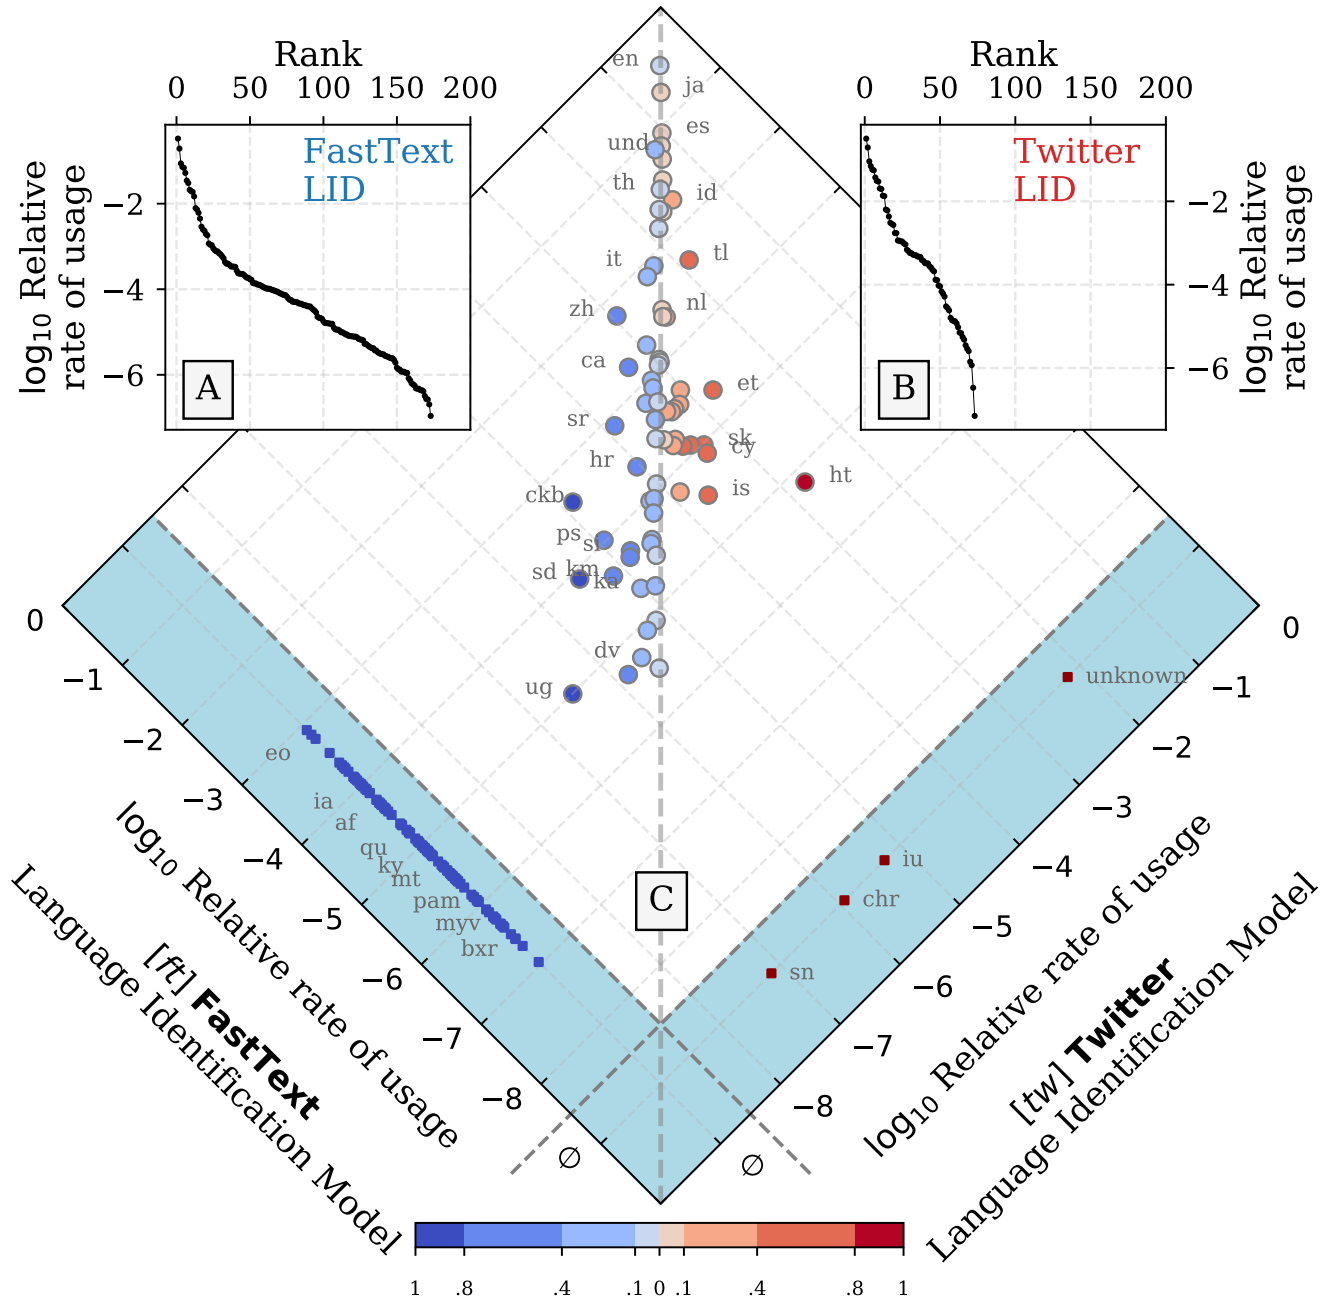 Rank
0 50 100 150 200
log10 Relative
rate of usage
−2
−4
−6
FastText
LID
A
Rank
0 50 100 150 200
Twitter
LID
B
−2
−4
−6
log10 Relative
rate of usage
en
ja
es
und
th
id
it
tl
zh
nl
ca
et
sr
sk
cy
hr
ht
ckb
is
ps
si
sd
km
ka
dv
ug
unknown
iu
chr
sn
eo
ia
af
qu
ky
mt
pam
myv
bxr
C
0
−1
−2
−3
−4
−5
−6
−7
−8
∅
log10 Relative rate of usage
[ft] FastText
Language Identification Model
0
−1
−2
−3
−4
−5
−6
−7
−8
∅
log10 Relative rate of usage
[tw] Twitter
Language Identification Model
1 .8 .4 .1 0 .1 .4 .8 1